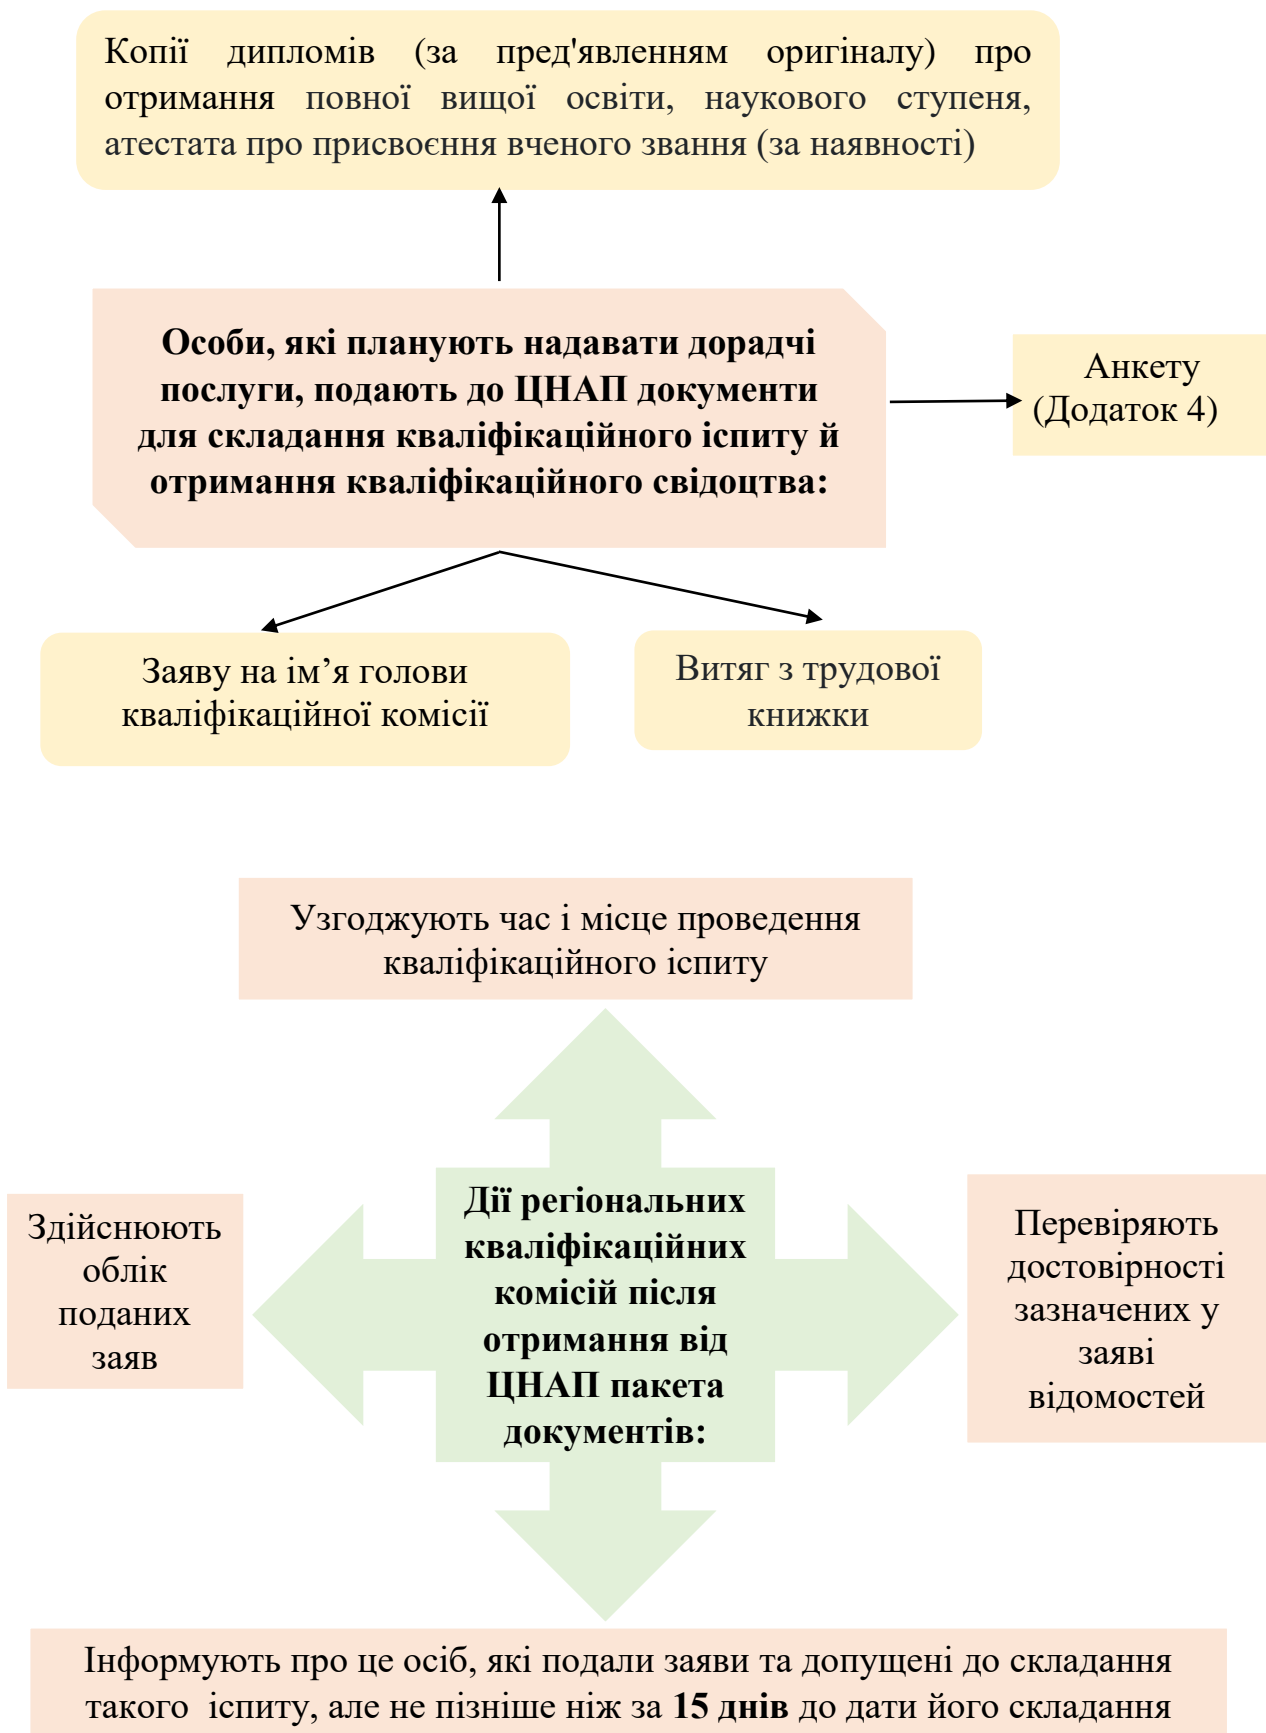 Копії дипломів (за пред'явленням оригіналу) про
отримання повної вищої освіти, наукового ступеня,
атестата про присвоєння вченого звання (за наявності)
Особи, які планують надавати дорадчі
послуги, подають до ЦНАП документи
для складання кваліфікаційного іспиту й
отримання кваліфікаційного свідоцтва:
Анкету
(Додаток 4)
Заяву на ім’я голови
кваліфікаційної комісії
Витяг з трудової
книжки
Узгоджують час і місце проведення
кваліфікаційного іспиту
Здійснюють
облік
поданих
заяв
Дії регіональних
кваліфікаційних
комісій після
отримання від
ЦНАП пакета
документів:
Перевіряють
достовірності
зазначених у
заяві
відомостей
Інформують про це осіб, які подали заяви та допущені до складання
такого іспиту, але не пізніше ніж за 15 днів до дати його складання